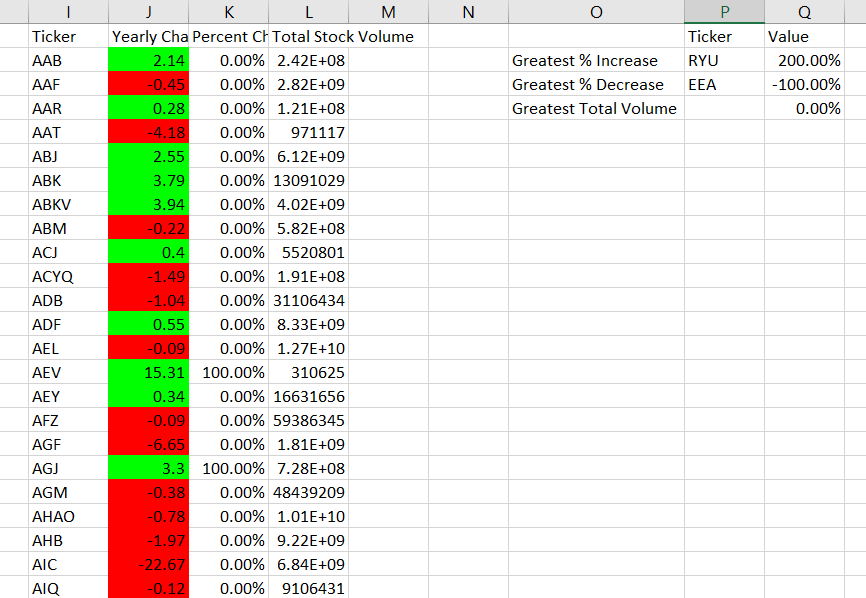 I J K L M N O P Q
Ticker Yearly Cha Percent Ch Total Stock Volume Ticker Value
AAB 2.14 0.00% 2.42E+08 Greatest % Increase RYU 200.00%
AAF -0.45 0.00% 2.82E+09 Greatest % Decrease EEA -100.00%
AAR 0.28 0.00% 1.21E+08 Greatest Total Volume 0.00%
AAT -4.18 0.00% 971117
ABJ 2.55 0.00% 6.12E+09
ABK 3.79 0.00% 13091029
ABKV 3.94 0.00% 4.02E+09
ABM -0.22 0.00% 5.82E+08
ACJ 0.4 0.00% 5520801
ACYQ -1.49 0.00% 1.91E+08
ADB -1.04 0.00% 31106434
ADF 0.55 0.00% 8.33E+09
AEL -0.09 0.00% 1.27E+10
AEV 15.31 100.00% 310625
AEY 0.34 0.00% 16631656
AFZ -0.09 0.00% 59386345
AGF -6.65 0.00% 1.81E+09
AGJ 3.3 100.00% 7.28E+08
AGM -0.38 0.00% 48439209
AHAO -0.78 0.00% 1.01E+10
AHB -1.97 0.00% 9.22E+09
AIC -22.67 0.00% 6.84E+09
AIQ -0.12 0.00% 9106431